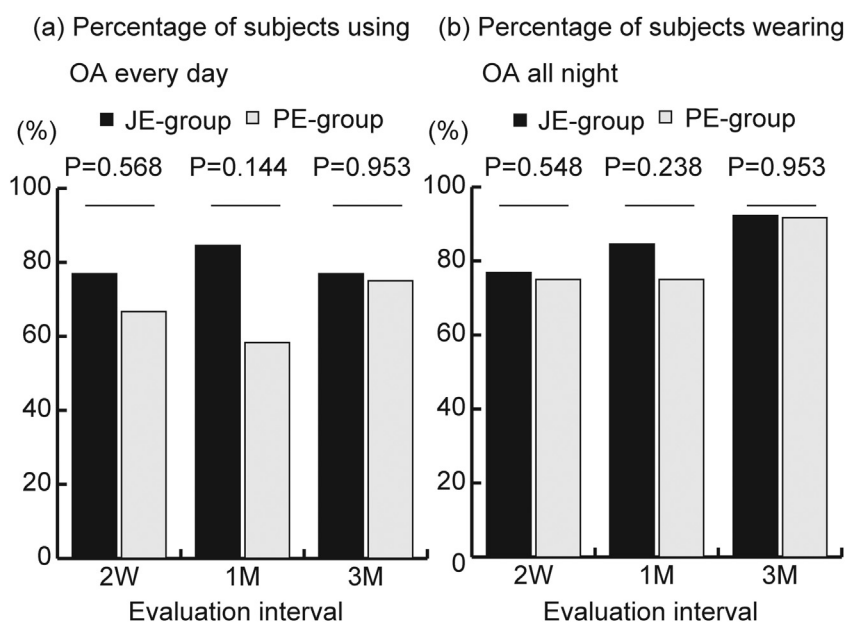 (a) Percentage of subjects using
OA every day
■ JE-group □ PE-group
(%)
P=0.568 P=0.144 P=0.953
100
80
60
40
20
0
2W 1M 3M
Evaluation interval
(b) Percentage of subjects wearing
OA all night
■ JE-group □ PE-group
(%)
P=0.548 P=0.238 P=0.953
100
80
60
40
20
0
2W 1M 3M
Evaluation interval